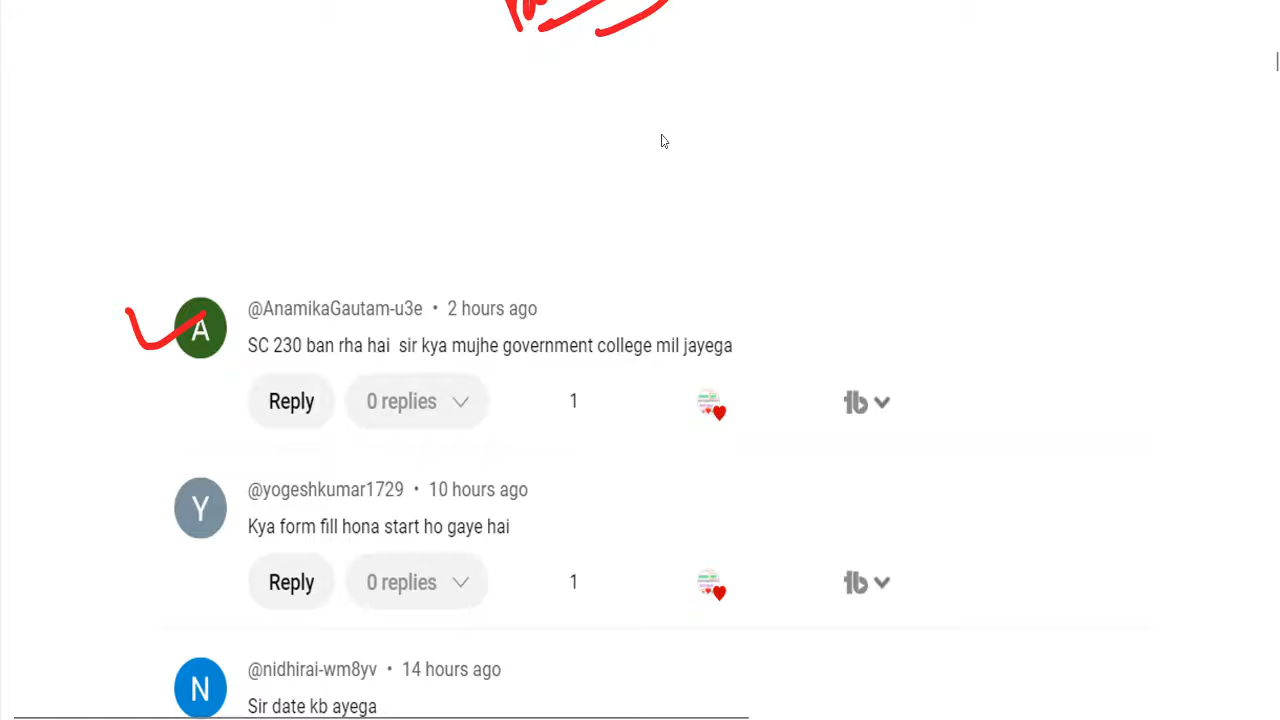 @AnamikaGautam-u3e • 2 hours ago
SC 230 ban rha hai sir kya mujhe government college mil jayega
Reply 0 replies 1
@yogeshkumar1729 • 10 hours ago
Kya form fill hona start ho gaye hai
Reply 0 replies 1
@nidhirai-wm8yv • 14 hours ago
Sir date kb ayega
A
Y
N